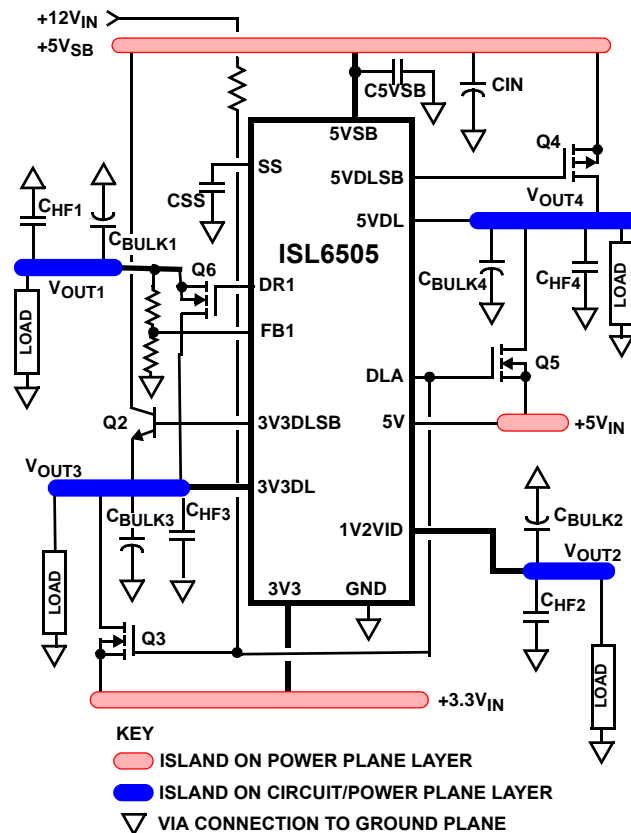 +12VIN
+5VSB
C5VSB
CIN
5VSB
Q4
SS
CSS
5VDLSB
VOUT4
CHF1
CBULK1
5VDL
ISL6505
Q6
VOUT1
DR1
CBULK4
CHF4
LOAD
LOAD
FB1
DLA
Q5
Q2
3V3DLSB
5V
+5VIN
VOUT3
3V3DL
CBULK3
CHF3
1V2VID
CBULK2
VOUT2
LOAD
3V3
GND
CHF2
Q3
LOAD
+3.3VIN
KEY
ISLAND ON POWER PLANE LAYER
ISLAND ON CIRCUIT/POWER PLANE LAYER
VIA CONNECTION TO GROUND PLANE